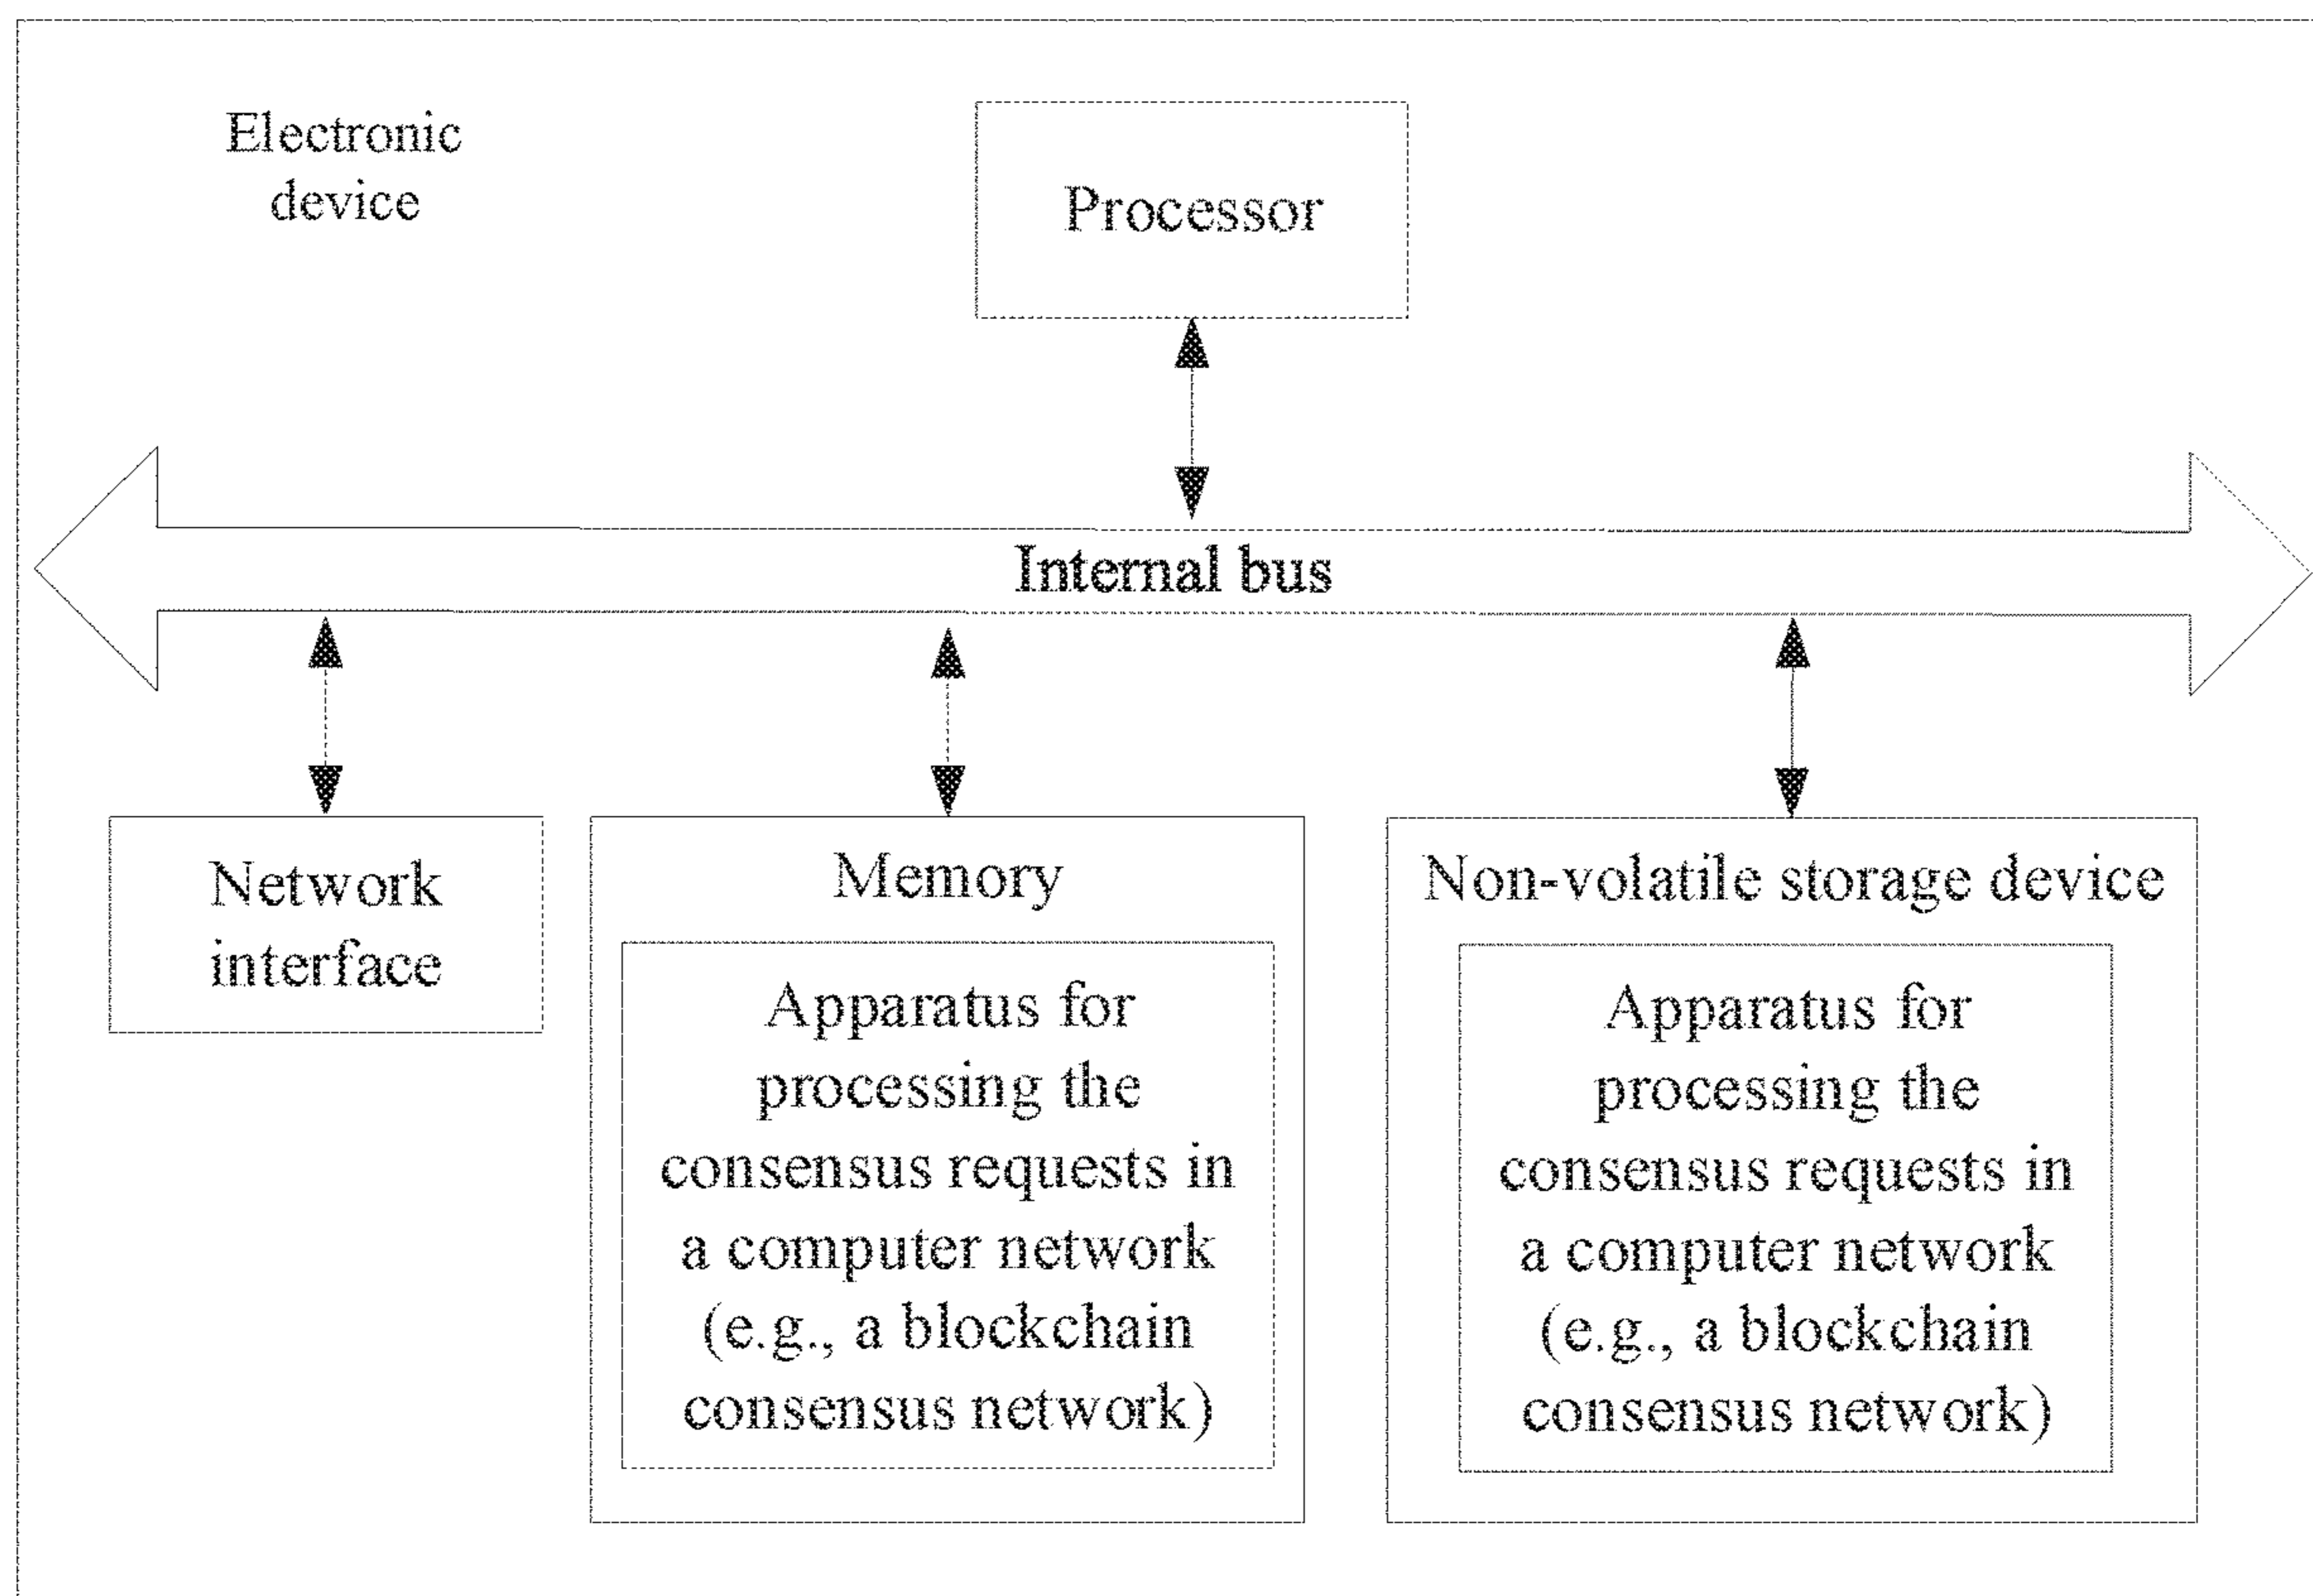 Electronic
device
Processor
Internal bus
Network
interface
Memory
Apparatus for
processing the
consensus requests in
a computer network
(e.g., a blockchain
consensus network)
Non-volatile storage device
Apparatus for
processing the
consensus requests in
a computer network
(e.g., a blockchain
consensus network)